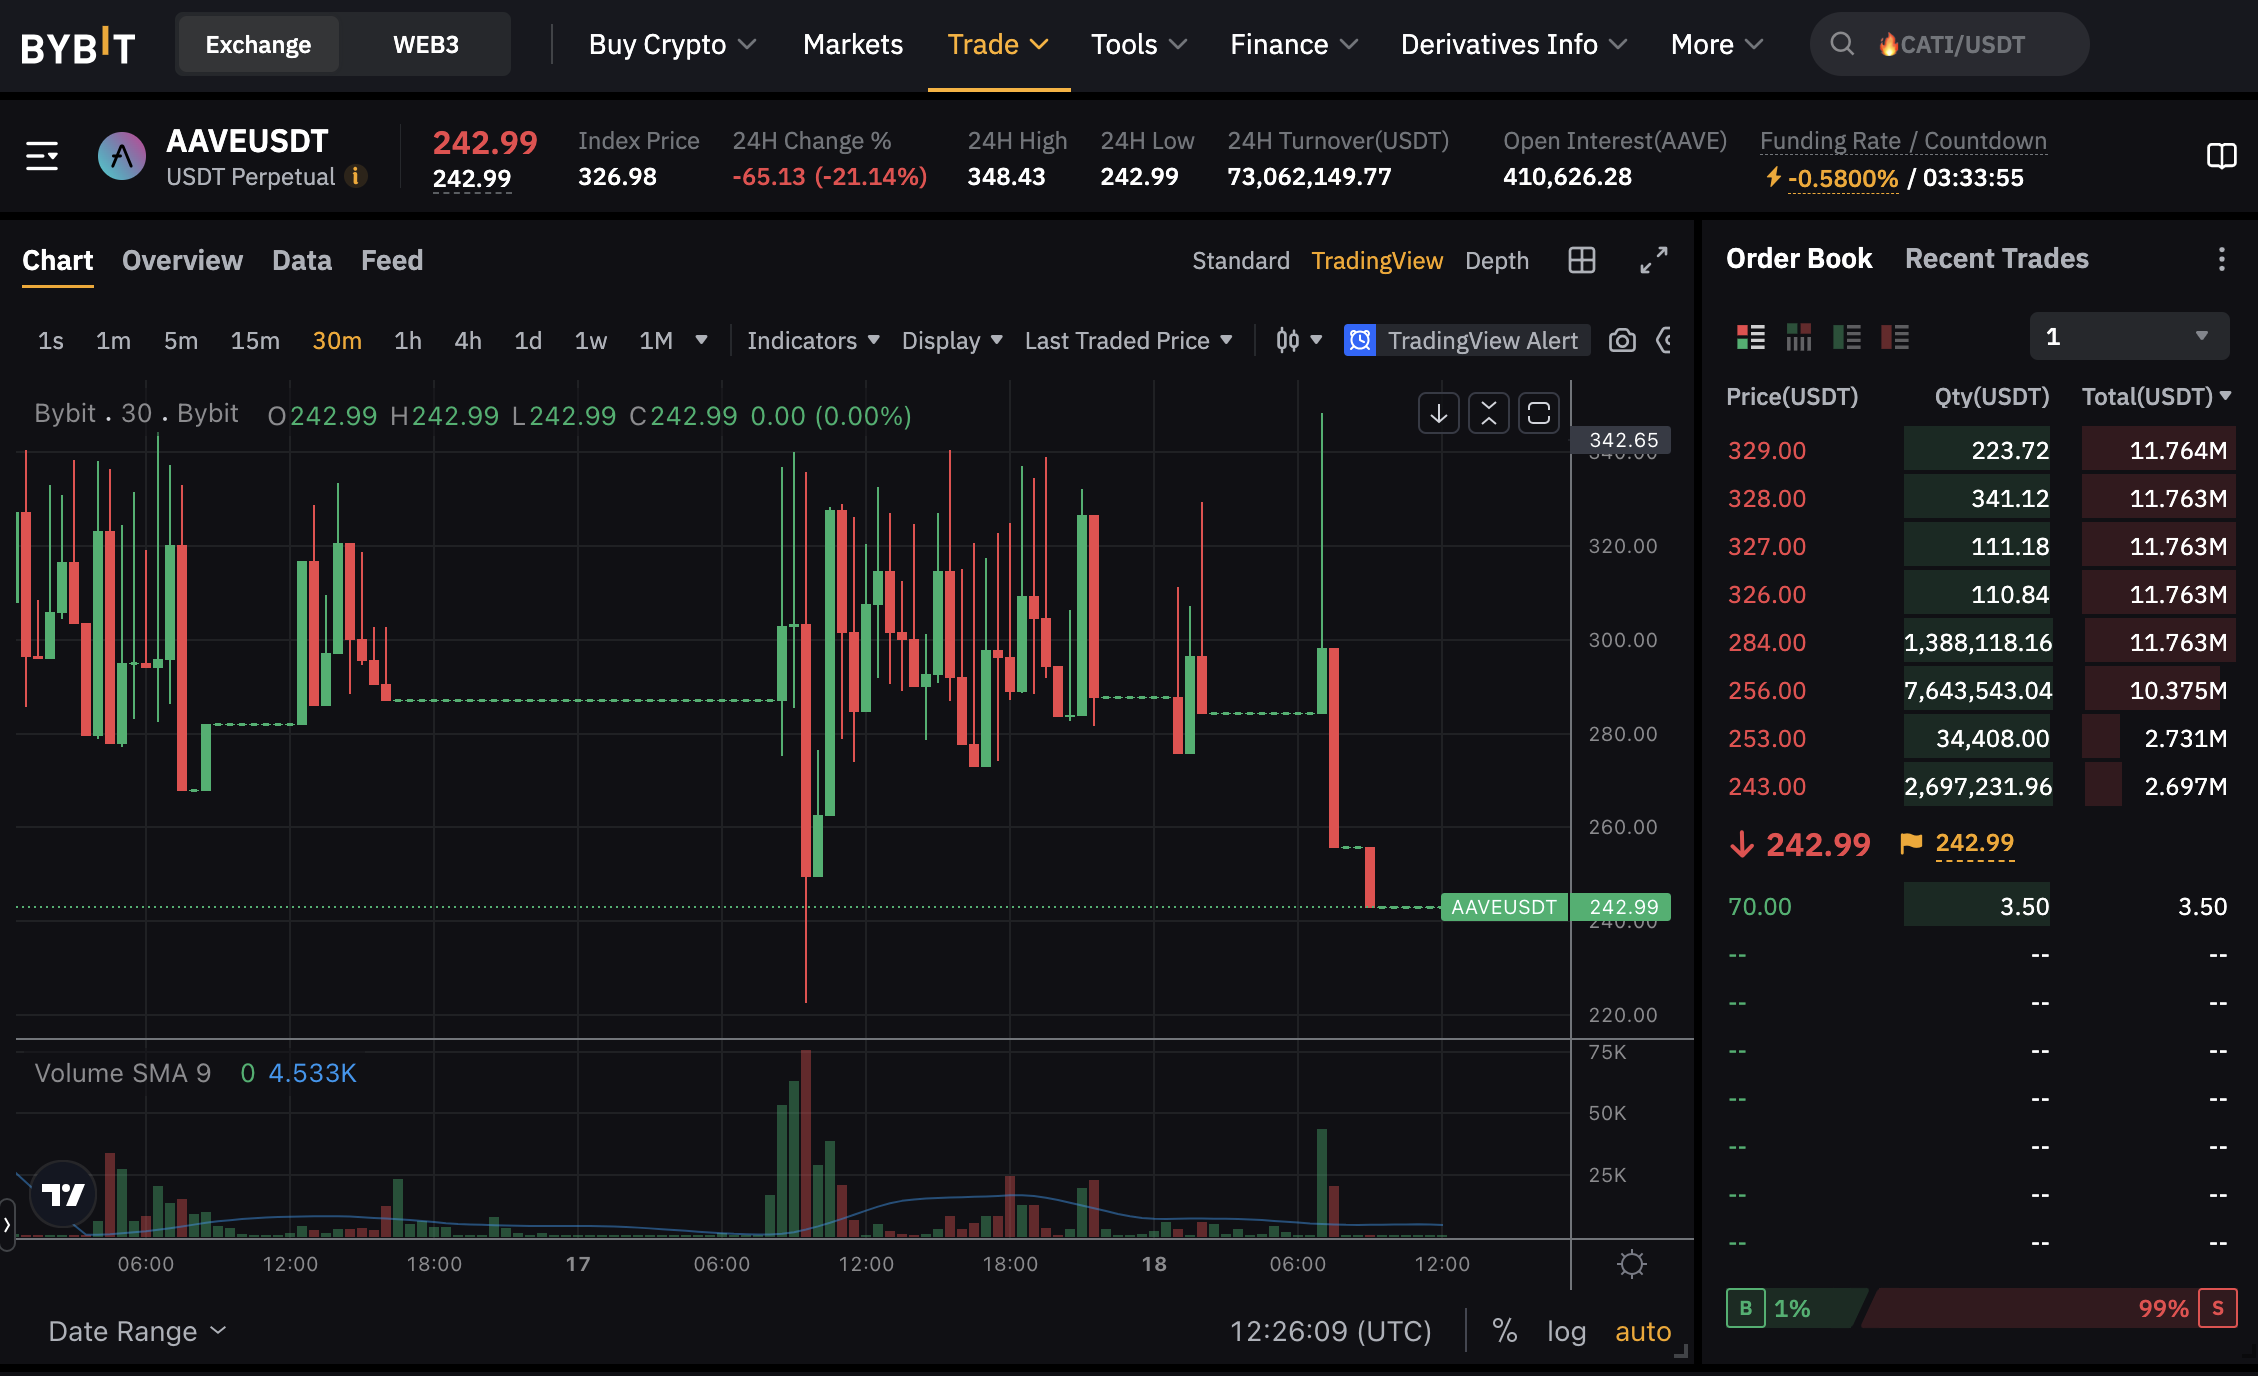 BYBIT Exchange WEB3 Buy Crypto Markets Trade Tools Finance Derivatives Info More 🔥CATI/USDT
AAVEUSDT
USDT Perpetual
242.99
242.99
Index Price
326.98
24H Change %
-65.13 (-21.14%)
24H High
348.43
24H Low
242.99
24H Turnover(USDT)
73,062,149.77
Open Interest(AAVE)
410,626.28
Funding Rate / Countdown
-0.5800% / 03:33:55
Chart Overview Data Feed
Standard TradingView Depth
1s 1m 5m 15m 30m 1h 4h 1d 1w 1M Indicators Display Last Traded Price TradingView Alert
Bybit . 30 . Bybit O242.99 H242.99 L242.99 C242.99 0.00 (0.00%)
342.65
340.00
320.00
300.00
280.00
260.00
AAVEUSDT 242.99
240.00
220.00
Volume SMA 9 0 4.533K
75K
50K
25K
06:00 12:00 18:00 17 06:00 12:00 18:00 18 06:00 12:00
Date Range
12:26:09 (UTC) % log auto
Order Book Recent Trades
1
Price(USDT) Qty(USDT) Total(USDT)
329.00 223.72 11.764M
328.00 341.12 11.763M
327.00 111.18 11.763M
326.00 110.84 11.763M
284.00 1,388,118.16 11.763M
256.00 7,643,543.04 10.375M
253.00 34,408.00 2.731M
243.00 2,697,231.96 2.697M
242.99 242.99
70.00 3.50 3.50
-- -- --
-- -- --
-- -- --
-- -- --
-- -- --
-- -- --
-- -- --
B 1% 99% S